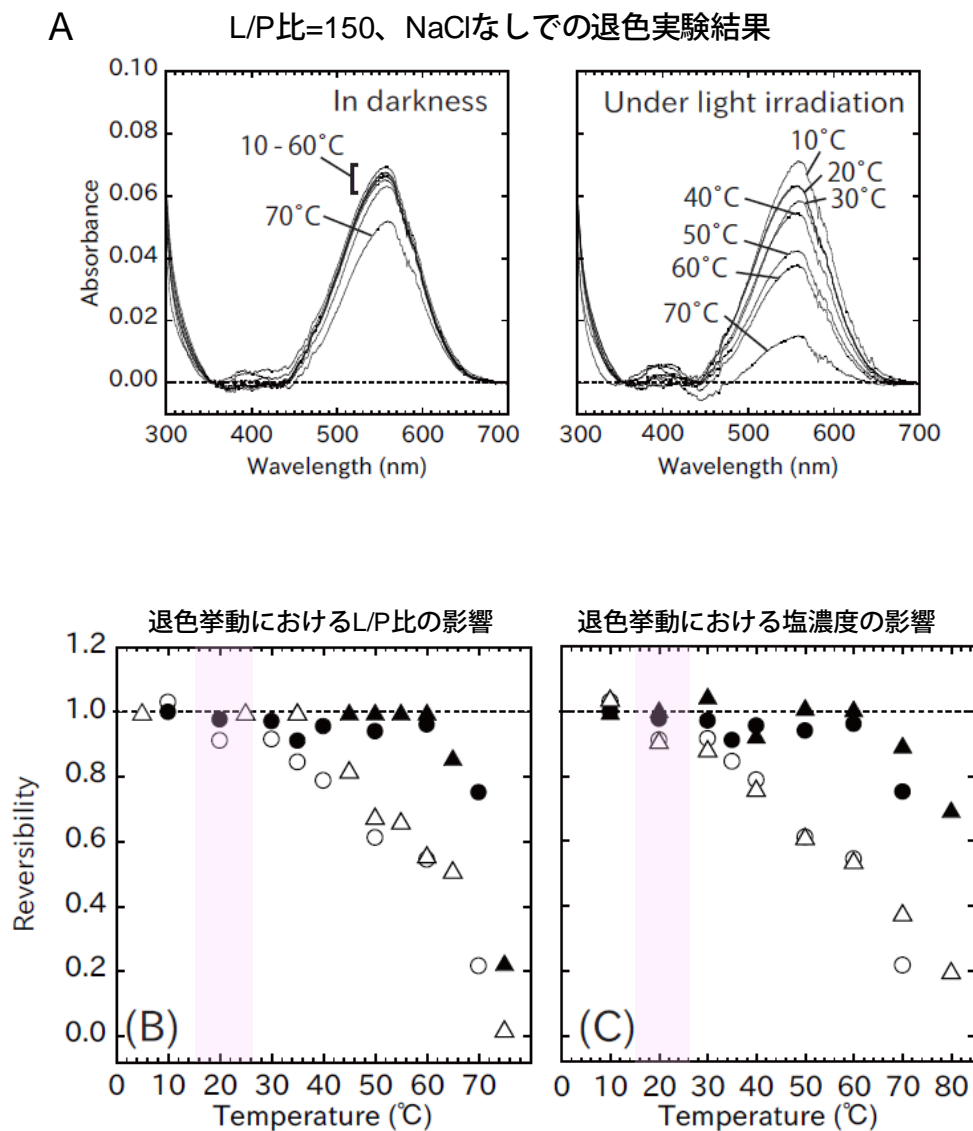 A
L/P比=150、NaClなしでの退色実験結果
In darkness
10 - 60˚C
70˚C
Absorbance
0.10
0.08
0.06
0.04
0.02
0.00
300 400 500 600 700
Wavelength (nm)
Under light irradiation
10˚C
20˚C
30˚C
40˚C
50˚C
60˚C
70˚C
300 400 500 600 700
Wavelength (nm)
退色挙動におけるL/P比の影響
Reversibility
1.2
1.0
0.8
0.6
0.4
0.2
0.0
(B)
0 10 20 30 40 50 60 70 80
Temperature (℃)
退色挙動における塩濃度の影響
(C)
0 10 20 30 40 50 60 70 80
Temperature (℃)